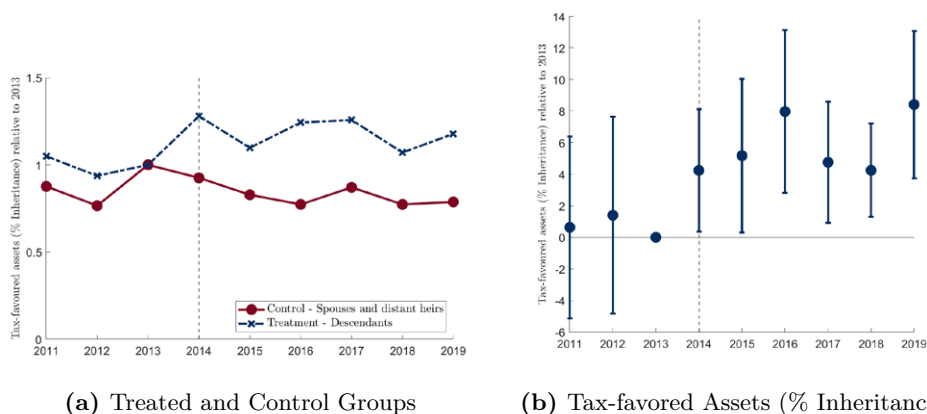 Tax-favoured assets (% Inheritance) relative to 2013
1.5
1
0.5
0
2011 2012 2013 2014 2015 2016 2017 2018 2019
Control - Spouses and distant heirs
Treatment - Descendants
(a) Treated and Control Groups
Tax-favoured assets (% Inheritance) relative to 2013
14
12
10
8
6
4
2
0
-2
-4
-6
2011 2012 2013 2014 2015 2016 2017 2018 2019
(b) Tax-favored Assets (% Inheritanc